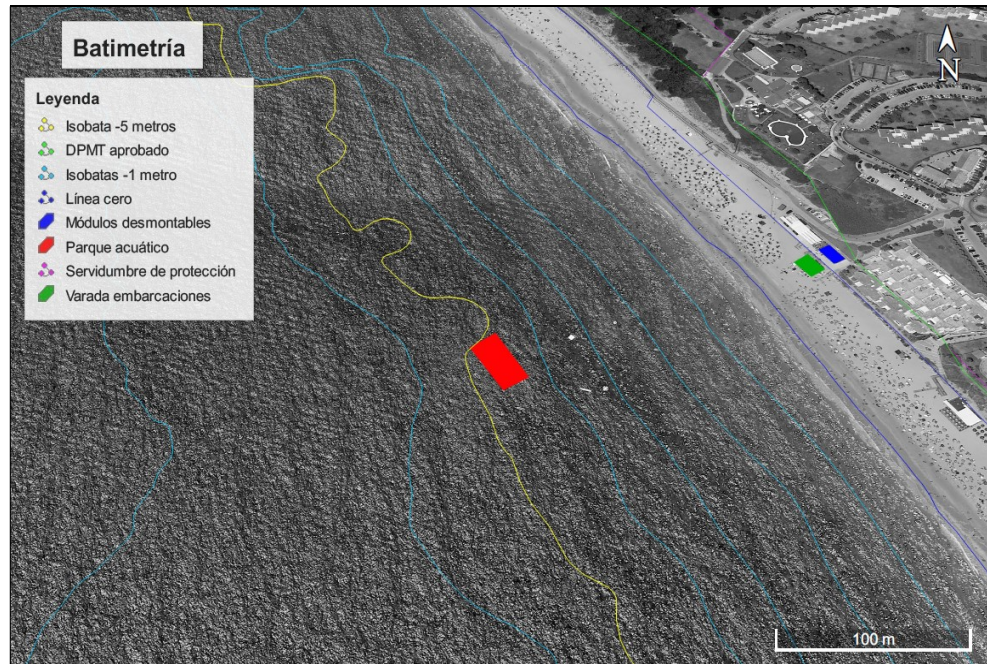 Batimetría
Leyenda
Isobata -5 metros
DPMT aprobado
Isobatas -1 metro
Línea cero
Módulos desmontables
Parque acuático
Servidumbre de protección
Varada embarcaciones
N
100 m